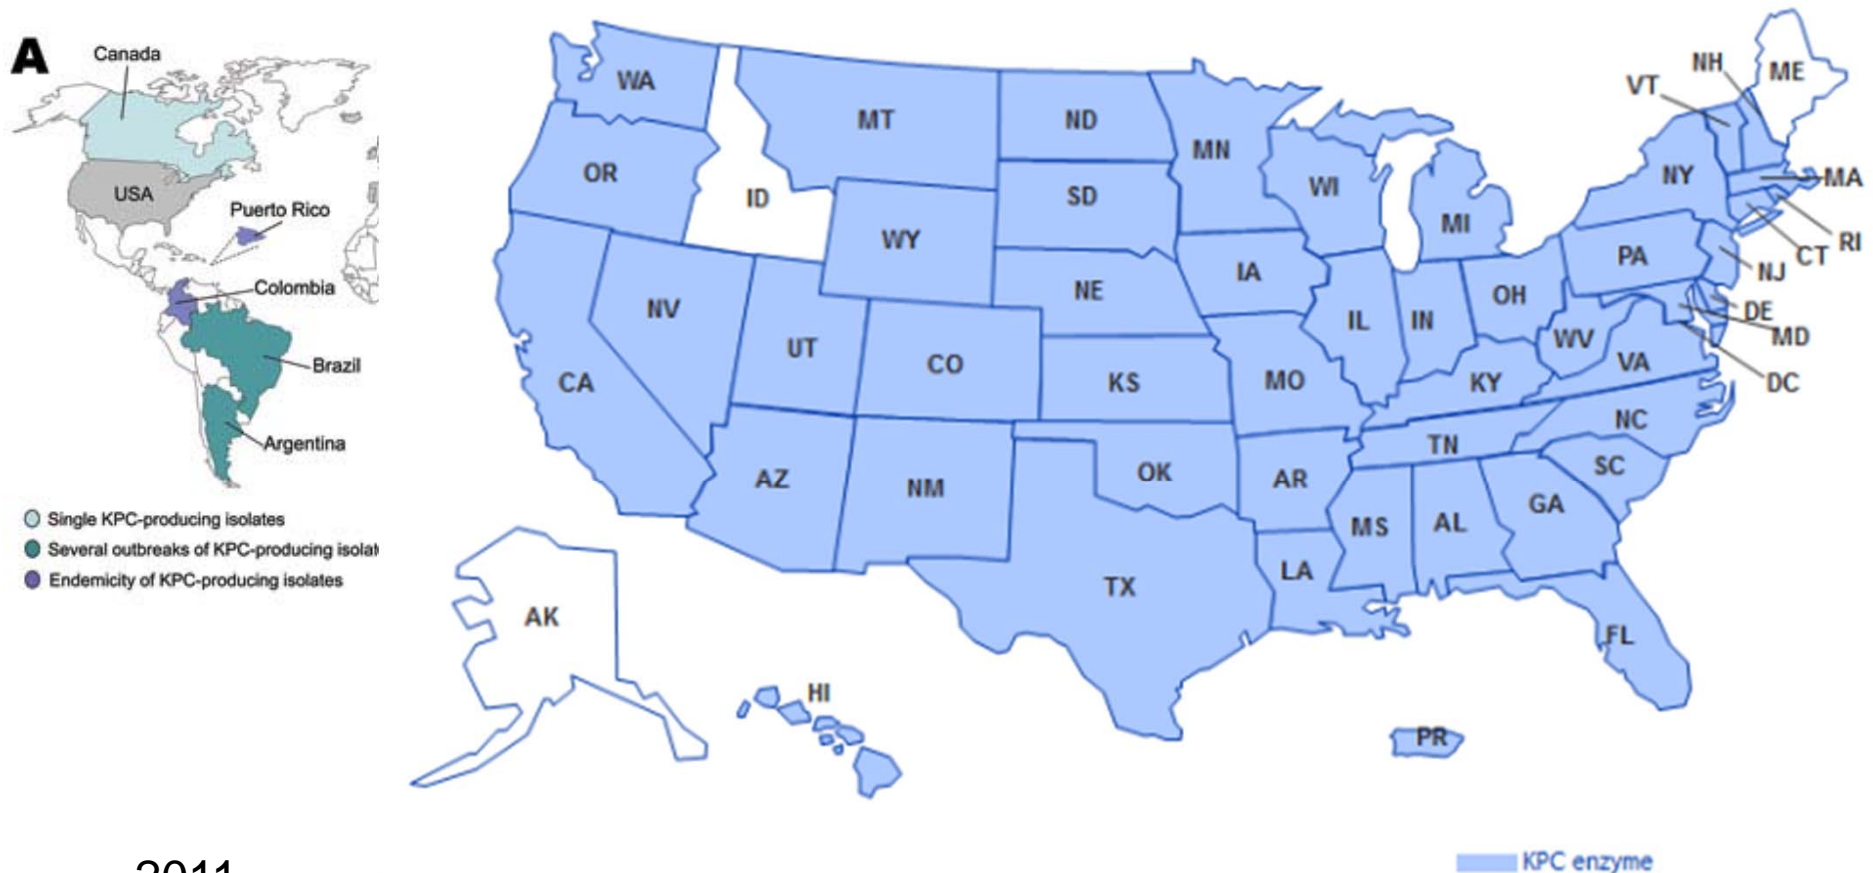 A
Canada
USA
Puerto Rico
Colombia
Brazil
Argentina
Single KPC-producing isolates
Several outbreaks of KPC-producing isolat
Endemicity of KPC-producing isolates
2011
WA
MT
ND
MN
OR
ID
SD
WI
WY
MI
NY
VT
NH
ME
MA
RI
CT
NJ
DE
MD
DC
PA
IA
NE
NV
UT
CO
CA
KS
MO
IL
IN
OH
WV
VA
KY
NC
TN
SC
AZ
NM
OK
AR
MS
AL
GA
LA
TX
FL
AK
HI
PR
KPC enzyme